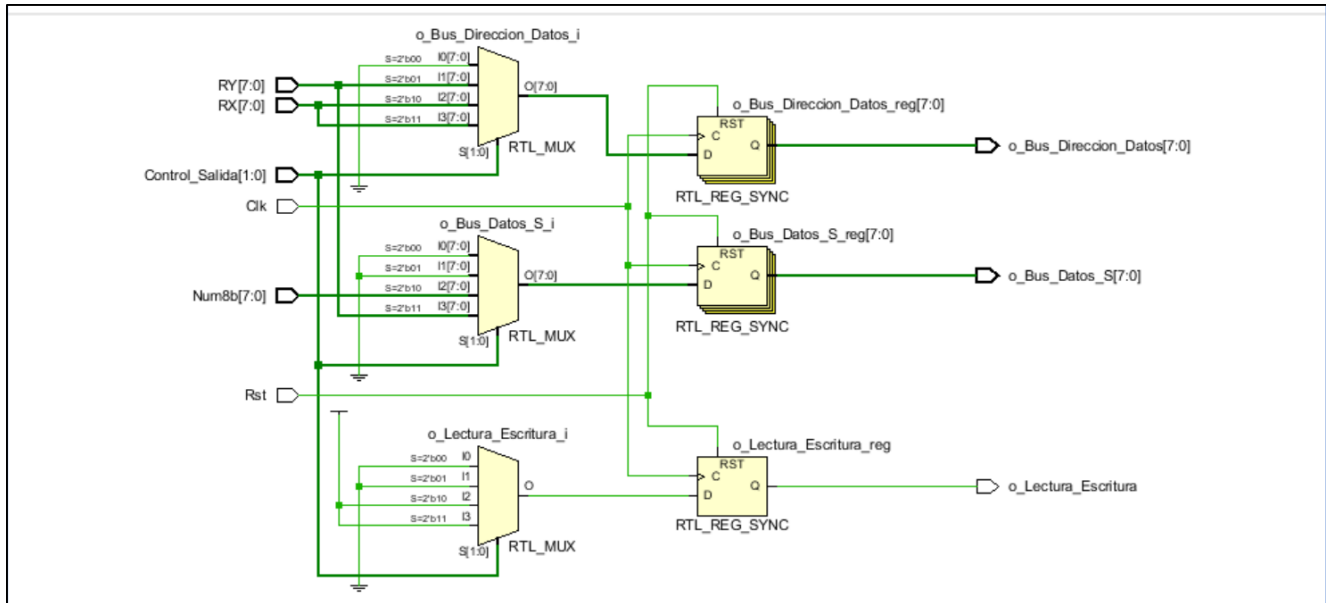 o_Bus_Direccion_Datos_i
S=2'b00 I0[7:0]
RY[7:0] S=2'b01 I1[7:0] O[7:0]
RX[7:0] S=2'b10 I2[7:0] o_Bus_Direccion_Datos_reg[7:0]
S=2'b11 I3[7:0] RST
C
S[1:0] RTL_MUX Q o_Bus_Direccion_Datos[7:0]
D
Control_Salida[1:0]
RTL_REG_SYNC
Clk
o_Bus_Datos_S_i o_Bus_Datos_S_reg[7:0]
S=2'b00 I0[7:0] RST
S=2'b01 I1[7:0] O[7:0] C Q o_Bus_Datos_S[7:0]
D
Num8b[7:0] S=2'b10 I2[7:0]
S=2'b11 I3[7:0]
RTL_REG_SYNC
S[1:0] RTL_MUX
Rst
o_Lectura_Escritura_i o_Lectura_Escritura_reg
S=2'b00 I0 RST
C
S=2'b01 I1 O Q o_Lectura_Escritura
S=2'b10 I2 D
S=2'b11 I3 RTL_REG_SYNC
S[1:0] RTL_MUX